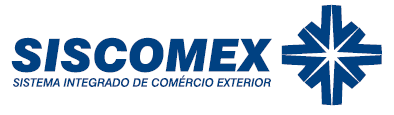 SISCOMEX
SISTEMA INTEGRADO DE COMÉRCIO EXTERIOR